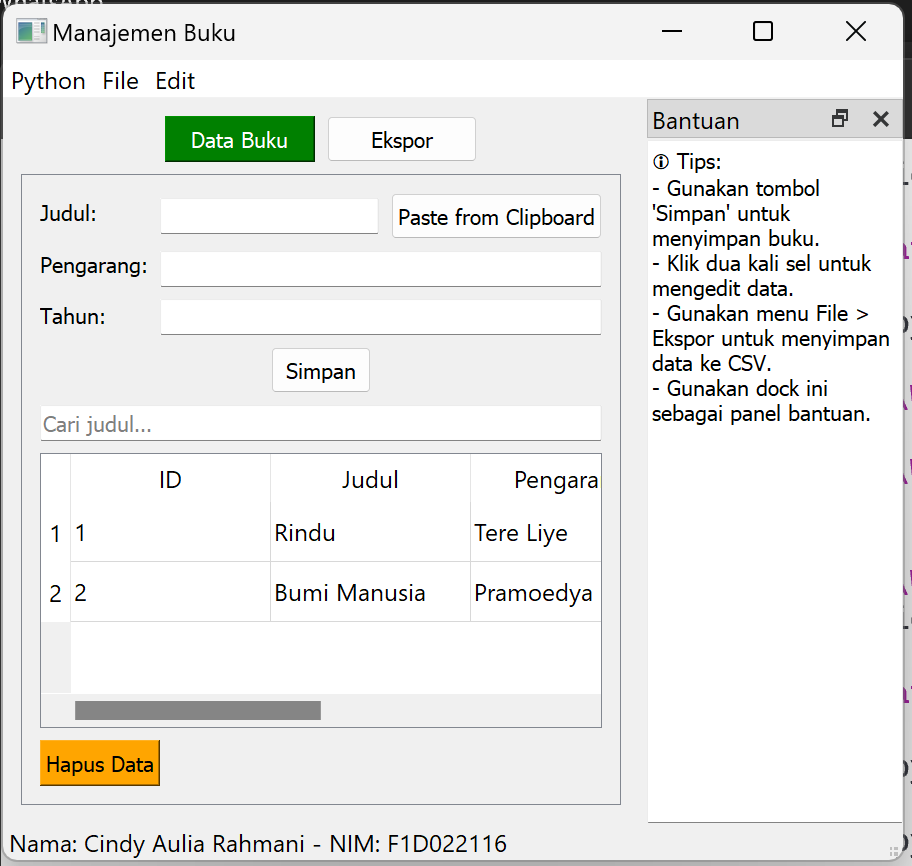 Manajemen Buku
Python File Edit
Data Buku Ekspor
Judul: Paste from Clipboard
Pengarang:
Tahun:
Simpan
Cari judul...
ID Judul Pengara
1 1 Rindu Tere Liye
2 2 Bumi Manusia Pramoedya
Hapus Data
Bantuan
🛈 Tips:
- Gunakan tombol
'Simpan' untuk
menyimpan buku.
- Klik dua kali sel untuk
mengedit data.
- Gunakan menu File >
Ekspor untuk menyimpan
data ke CSV.
- Gunakan dock ini
sebagai panel bantuan.
Nama: Cindy Aulia Rahmani - NIM: F1D022116